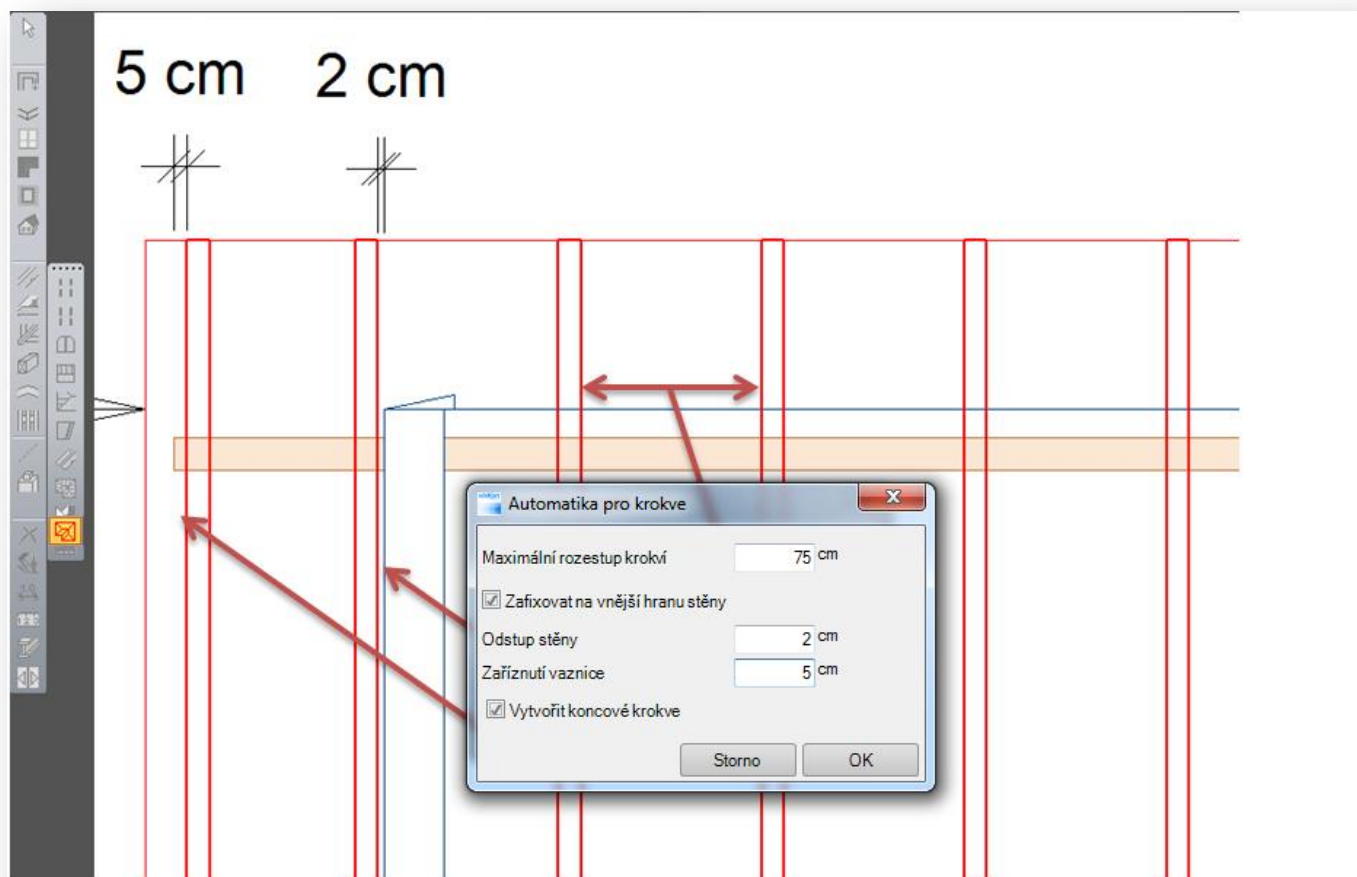 5 cm 2 cm
Automatika pro krokve
Maximální rozestup krokví 75 cm
Zafixovat na vnější hranu stěny
Odstup stěny 2 cm
Zaříznutí vaznice 5 cm
Vytvořit koncové krokve
Storno OK